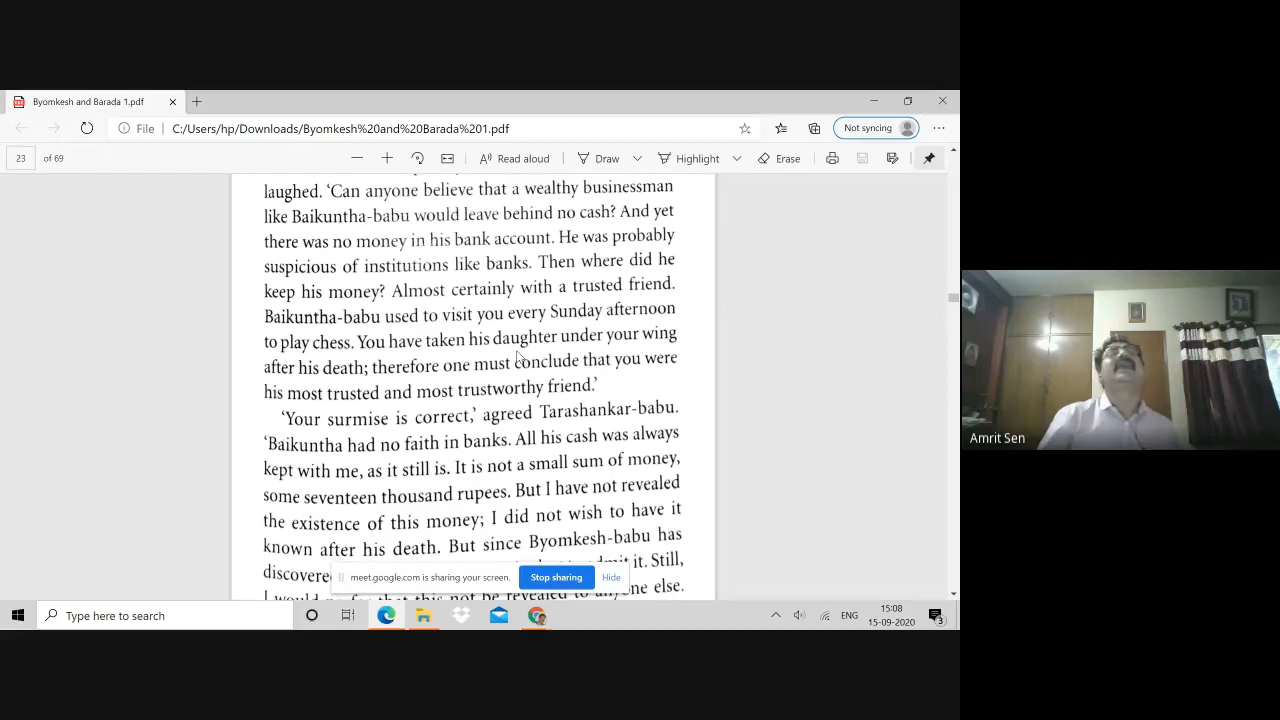 Byomkesh and Barada 1.pdf
File C:/Users/hp/Downloads/Byomkesh%20and%20Barada%201.pdf
Not syncing
23 of 69
Read aloud
Draw
Highlight
Erase
laughed. ‘Can anyone believe that a wealthy businessman
like Baikuntha-babu would leave behind no cash? And yet
there was no money in his bank account. He was probably
suspicious of institutions like banks. Then where did he
keep his money? Almost certainly with a trusted friend.
Baikuntha-babu used to visit you every Sunday afternoon
to play chess. You have taken his daughter under your wing
after his death; therefore one must conclude that you were
his most trusted and most trustworthy friend.’
‘Your surmise is correct,’ agreed Tarashankar-babu.
‘Baikuntha had no faith in banks. All his cash was always
kept with me, as it still is. It is not a small sum of money,
some seventeen thousand rupees. But I have not revealed
the existence of this money; I did not wish to have it
known after his death. But since Byomkesh-babu has
discovered it. Still,
else.
meet.google.com is sharing your screen.
Stop sharing
Hide
Amrit Sen
Type here to search
ENG
15:08
15-09-2020
3